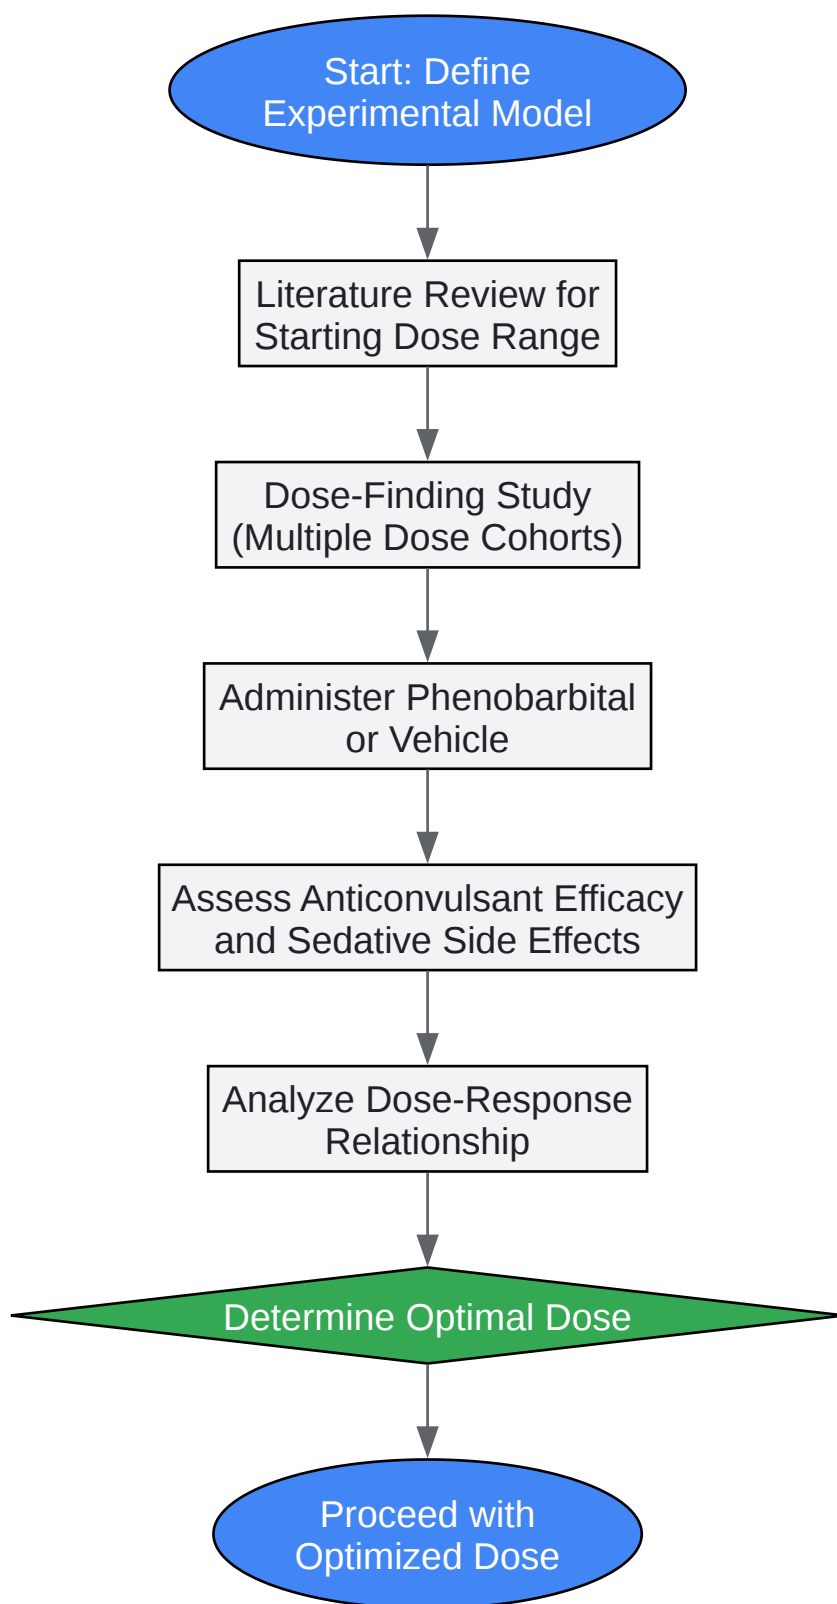 Start: Define
Experimental Model
Literature Review for
Starting Dose Range
Dose-Finding Study
(Multiple Dose Cohorts)
Administer Phenobarbital
or Vehicle
Assess Anticonvulsant Efficacy
and Sedative Side Effects
Analyze Dose-Response
Relationship
Determine Optimal Dose
Proceed with
Optimized Dose